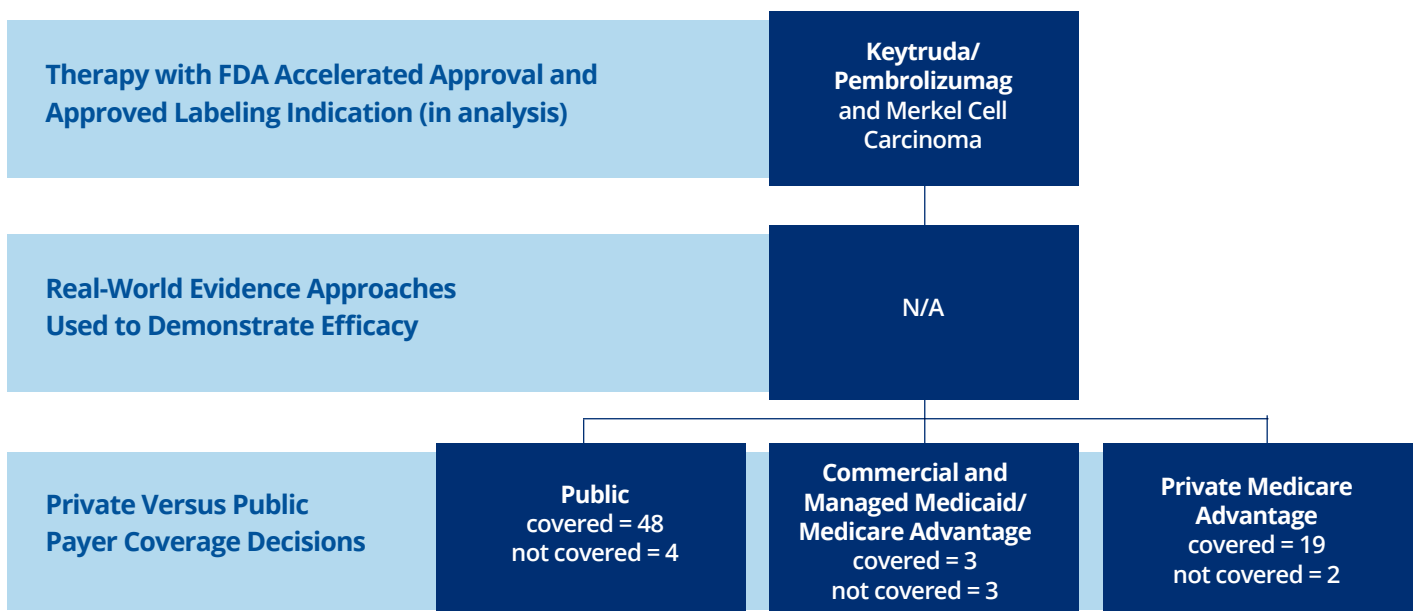 Therapy with FDA Accelerated Approval and
Approved Labeling Indication (in analysis)
Keytruda/
Pembrolizumag
and Merkel Cell
Carcinoma
Real-World Evidence Approaches
Used to Demonstrate Efficacy
N/A
Private Versus Public
Payer Coverage Decisions
Public
covered = 48
not covered = 4
Commercial and
Managed Medicaid/
Medicare Advantage
covered = 3
not covered = 3
Private Medicare
Advantage
covered = 19
not covered = 2